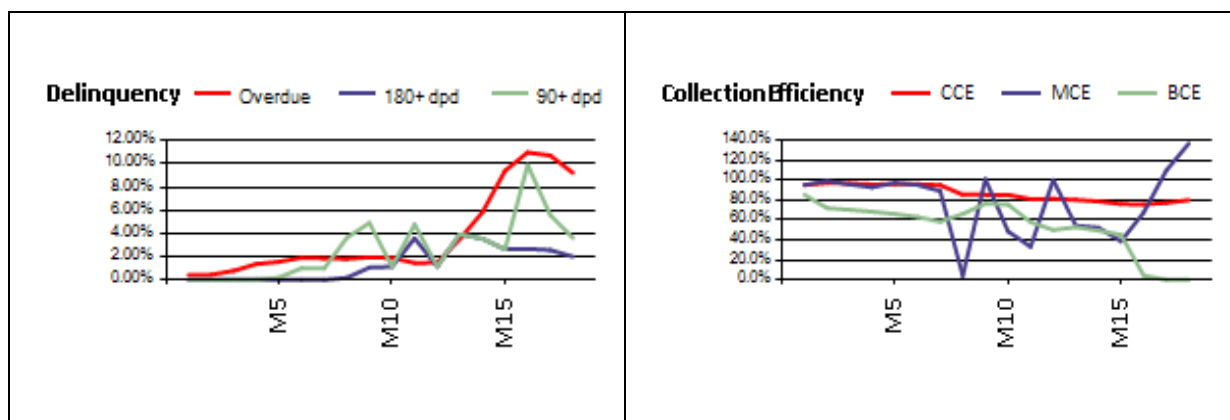 Delinquency Overdue 180+ dpd 90+ dpd
12.00%
10.00%
8.00%
6.00%
4.00%
2.00%
0.00%
M5
M10
M15
Collection Efficiency CCE MCE BCE
140.0%
120.0%
100.0%
80.0%
60.0%
40.0%
20.0%
0.0%
M5
M10
M15